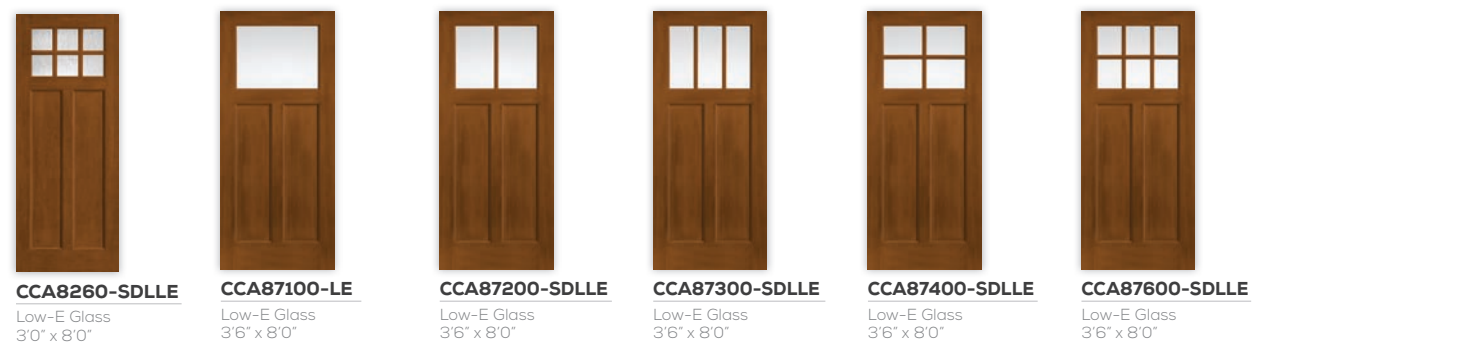 CCA8260-SDLLE
Low-E Glass
3'0" x 8'0"
CCA87100-LE
Low-E Glass
3'6" x 8'0"
CCA87200-SDLLE
Low-E Glass
3'6" x 8'0"
CCA87300-SDLLE
Low-E Glass
3'6" x 8'0"
CCA87400-SDLLE
Low-E Glass
3'6" x 8'0"
CCA87600-SDLLE
Low-E Glass
3'6" x 8'0"